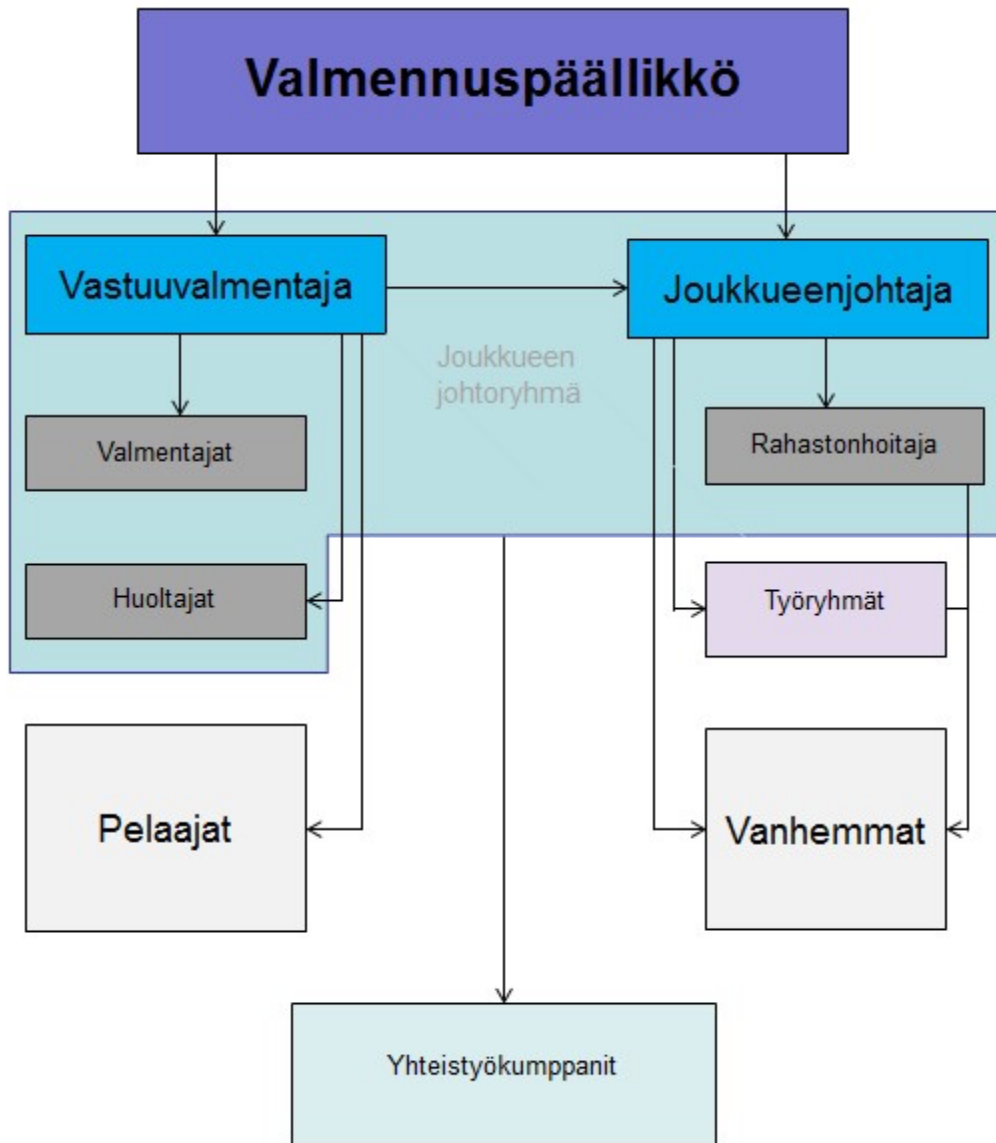 Valmennuspäällikkö
Vastuuvalmentaja
Joukkueenjohtaja
Joukkueen
johtoryhmä
Valmentajat
Rahastonhoitaja
Huoltajat
Työryhmät
Pelaajat
Vanhemmat
Yhteistyökumppanit